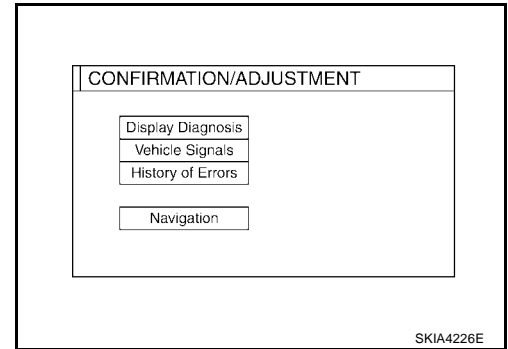 CONFIRMATION/ADJUSTMENT
Display Diagnosis
Vehicle Signals
History of Errors
Navigation
SKIA4226E